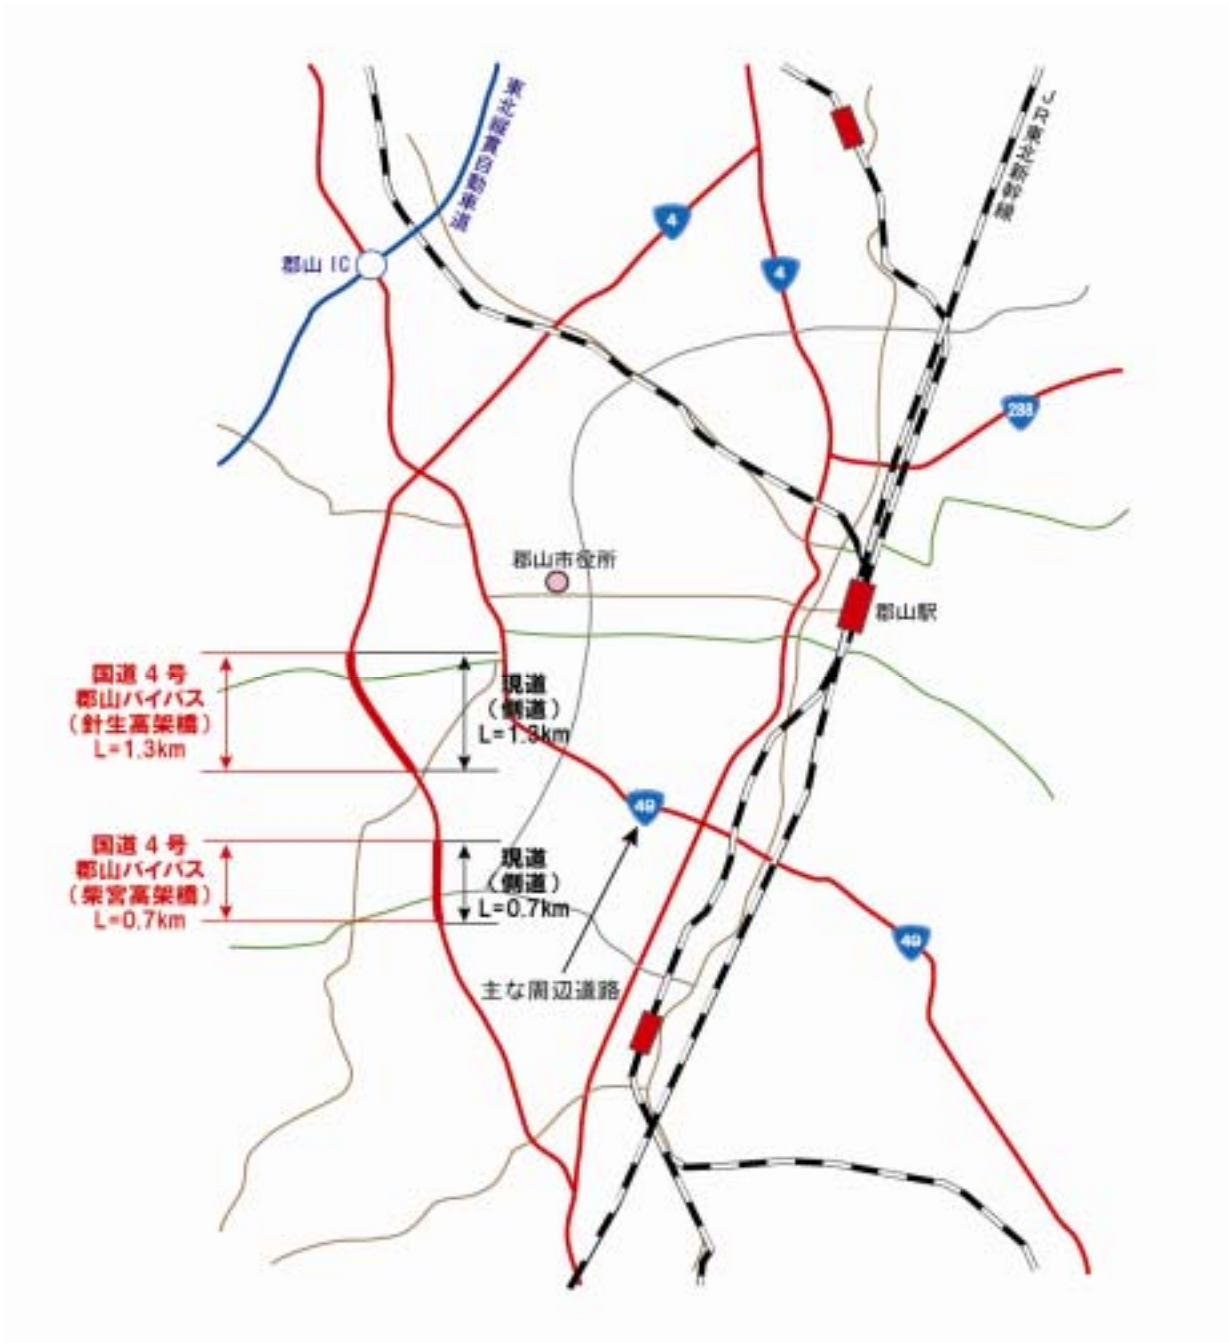 東北縦貫自動車道
JR東北新幹線
4
郡山 IC
4
288
郡山市役所
郡山駅
国道 4 号
郡山バイパス
（針生高架橋）
L=1.3km
現道
（側道）
L=1.3km
49
国道 4 号
郡山バイパス
（柴宮高架橋）
L=0.7km
現道
（側道）
L=0.7km
49
主な周辺道路